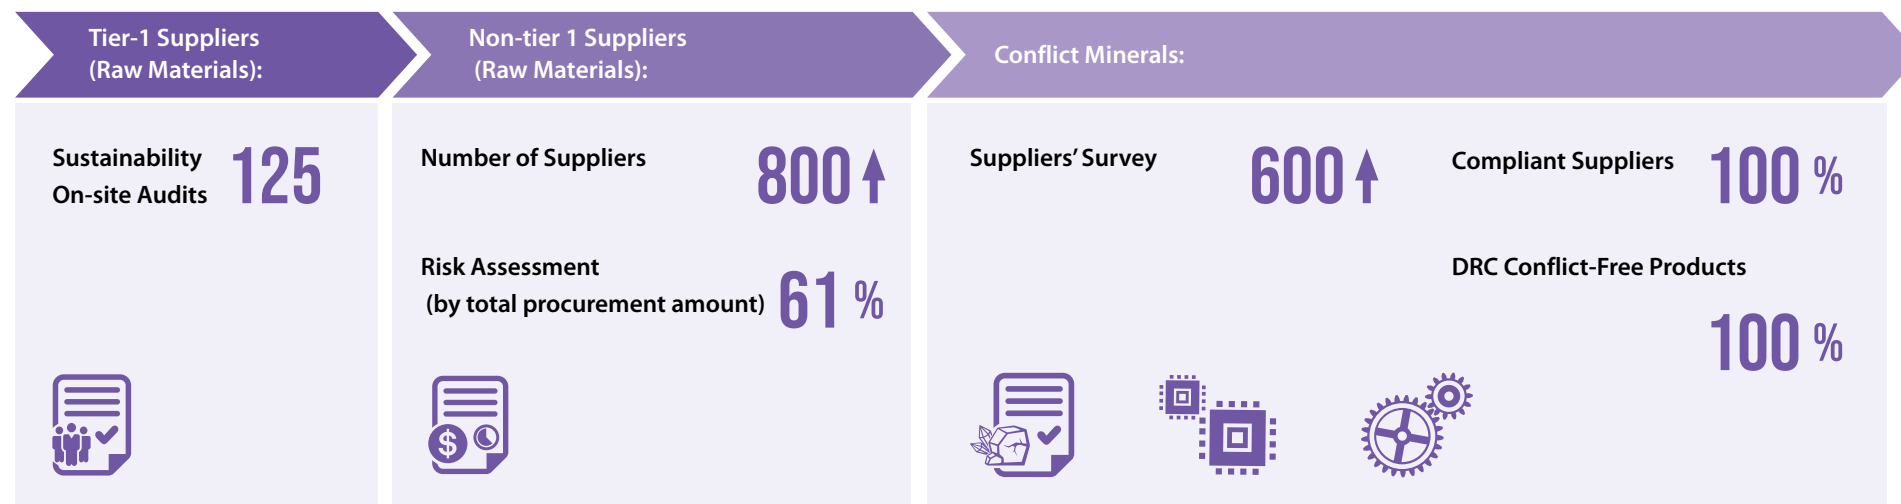 Tier-1 Suppliers
(Raw Materials):
Non-tier 1 Suppliers
(Raw Materials):
Conflict Minerals:
Sustainability
On-site Audits
125
Number of Suppliers
800
Risk Assessment
(by total procurement amount)
61 %
$
Suppliers’ Survey
600
Compliant Suppliers
100 %
DRC Conflict-Free Products
100 %